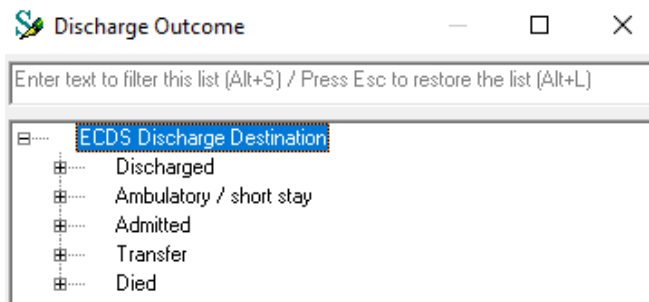 Discharge Outcome
Enter text to filter this list (Alt+S) / Press Esc to restore the list (Alt+L)
ECDS Discharge Destination
Discharged
Ambulatory / short stay
Admitted
Transfer
Died